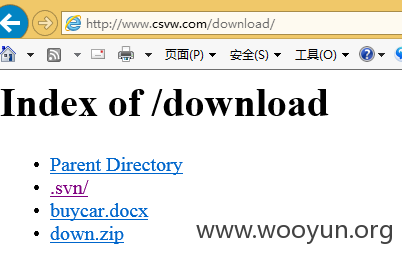 http://www.csvw.com/download/
页面(P) 安全(S) 工具(O)
Index of /download
Parent Directory
.svn/
buycar.docx
down.zip
www.wooyun.org